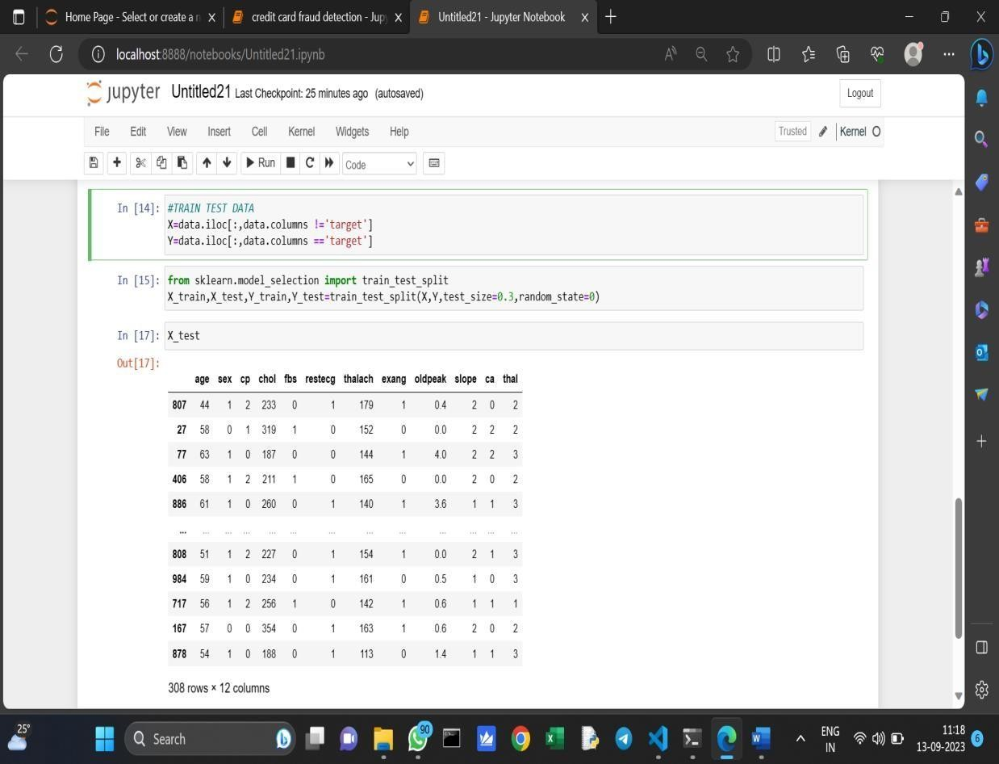 Home Page - Select or create a n
credit card fraud detection - Jup
Untitled21 - Jupyter Notebook
localhost:8888/notebooks/Untitled21.ipynb
jupyter Untitled21 Last Checkpoint: 25 minutes ago (autosaved)
Logout
File Edit View Insert Cell Kernel Widgets Help
Trusted Kernel
Run Code
In [14]: #TRAIN TEST DATA
X=data.iloc[:,data.columns !='target']
Y=data.iloc[:,data.columns =='target']
In [15]: from sklearn.model_selection import train_test_split
X_train,X_test,Y_train,Y_test=train_test_split(X,Y,test_size=0.3,random_state=0)
In [17]: X_test
Out[17]:
age sex cp chol fbs restecg thalach exang oldpeak slope ca thal
807 44 1 2 233 0 1 179 1 0.4 2 0 2
27 58 0 1 319 1 0 152 0 0.0 2 2 2
77 63 1 0 187 0 0 144 1 4.0 2 2 3
406 58 1 2 211 1 0 165 0 0.0 2 0 2
886 61 1 0 260 0 1 140 1 3.6 1 1 3
... ... ... ... ... ... ... ... ... ... ... ... ...
808 51 1 2 227 0 1 154 1 0.0 2 1 3
984 59 1 0 234 0 1 161 0 0.5 1 0 3
717 56 1 2 256 1 0 142 1 0.6 1 1 1
167 57 0 0 354 0 1 163 1 0.6 2 0 2
878 54 1 0 188 0 1 113 0 1.4 1 1 3
308 rows × 12 columns
25°
Search
90
ENG
IN
11:18
13-09-2023
6